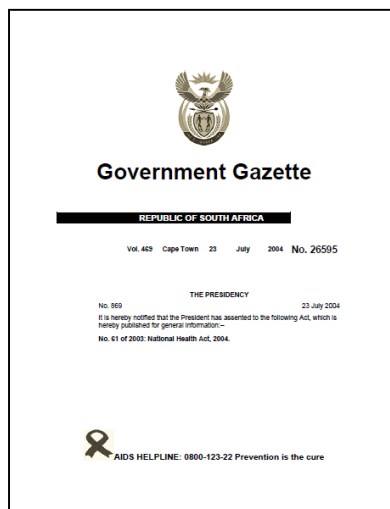 Government Gazette
REPUBLIC OF SOUTH AFRICA
Vol. 469 Cape Town 23 July 2004 No. 26595
THE PRESIDENCY
No. 869 23 July 2004
It is hereby notified that the President has assented to the following Act, which is
hereby published for general information:–
No. 61 of 2003: National Health Act, 2004.
AIDS HELPLINE: 0800-123-22 Prevention is the cure